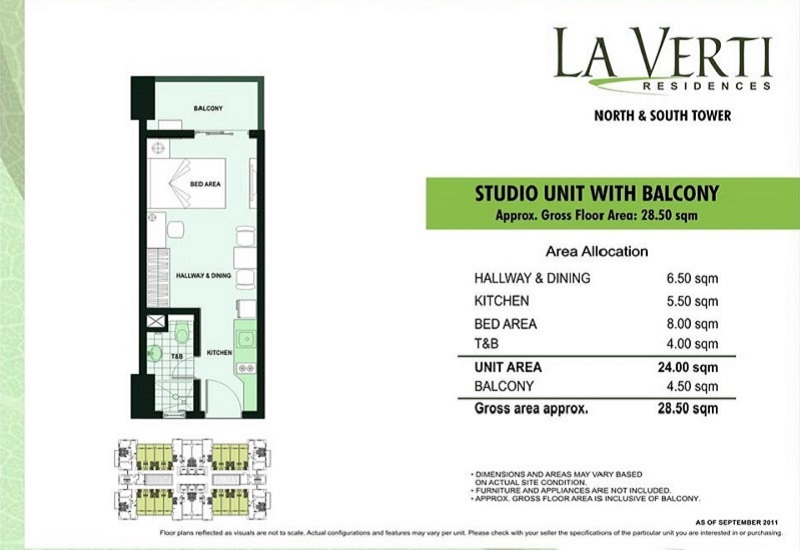 LA VERTI
RESIDENCES
NORTH & SOUTH TOWER
BALCONY
BED AREA
HALLWAY & DINING
T&B
KITCHEN
STUDIO UNIT WITH BALCONY
Approx. Gross Floor Area: 28.50 sqm
Area Allocation
HALLWAY & DINING 6.50 sqm
KITCHEN 5.50 sqm
BED AREA 8.00 sqm
T&B 4.00 sqm
UNIT AREA 24.00 sqm
BALCONY 4.50 sqm
Gross area approx. 28.50 sqm
• DIMENSIONS AND AREAS MAY VARY BASED
ON ACTUAL SITE CONDITION.
• FURNITURE AND APPLIANCES ARE NOT INCLUDED.
• APPROX. GROSS FLOOR AREA IS INCLUSIVE OF BALCONY.
AS OF SEPTEMBER 2011
Floor plans reflected as visuals are not to scale. Actual configurations and features may vary per unit. Please check with your seller the specifications of the particular unit you are interested in or purchasing.